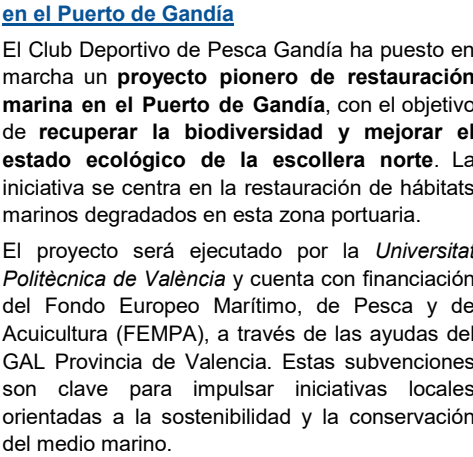 en el Puerto de Gandía
El Club Deportivo de Pesca Gandía ha puesto en
marcha un proyecto pionero de restauración
marina en el Puerto de Gandía, con el objetivo
de recuperar la biodiversidad y mejorar el
estado ecológico de la escollera norte. La
iniciativa se centra en la restauración de hábitats
marinos degradados en esta zona portuaria.
El proyecto será ejecutado por la Universitat
Politècnica de València y cuenta con financiación
del Fondo Europeo Marítimo, de Pesca y de
Acuicultura (FEMPA), a través de las ayudas del
GAL Provincia de Valencia. Estas subvenciones
son clave para impulsar iniciativas locales
orientadas a la sostenibilidad y la conservación
del medio marino.